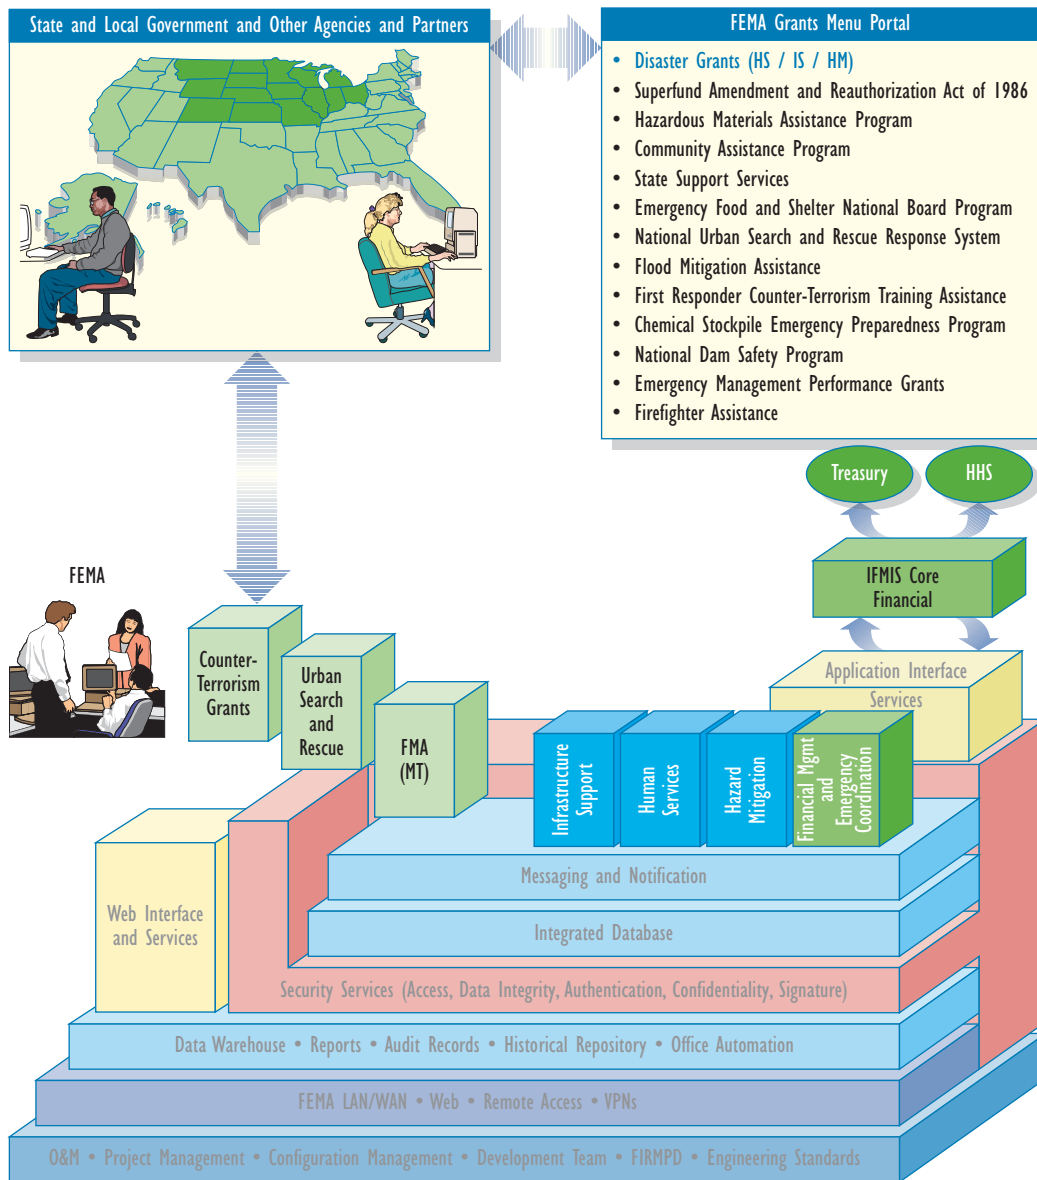 State and Local Government and Other Agencies and Partners
FEMA Grants Menu Portal
• Disaster Grants (HS / IS / HM)
• Superfund Amendment and Reauthorization Act of 1986
• Hazardous Materials Assistance Program
• Community Assistance Program
• State Support Services
• Emergency Food and Shelter National Board Program
• National Urban Search and Rescue Response System
• Flood Mitigation Assistance
• First Responder Counter-Terrorism Training Assistance
• Chemical Stockpile Emergency Preparedness Program
• National Dam Safety Program
• Emergency Management Performance Grants
• Firefighter Assistance
Treasury
HHS
IFMIS Core
Financial
FEMA
Counter-
Terrorism
Grants
Urban
Search
and
Rescue
FMA
(MT)
Application Interface
Services
Infrastructure
Support
Human
Services
Hazard
Mitigation
Financial Mgmt
and
Emergency
Coordination
Messaging and Notification
Web Interface
and Services
Integrated Database
Security Services (Access, Data Integrity, Authentication, Confidentiality, Signature)
Data Warehouse • Reports • Audit Records • Historical Repository • Office Automation
FEMA LAN/WAN • Web • Remote Access • VPNs
O&M • Project Management • Configuration Management • Development Team • FIRMPD • Engineering Standards